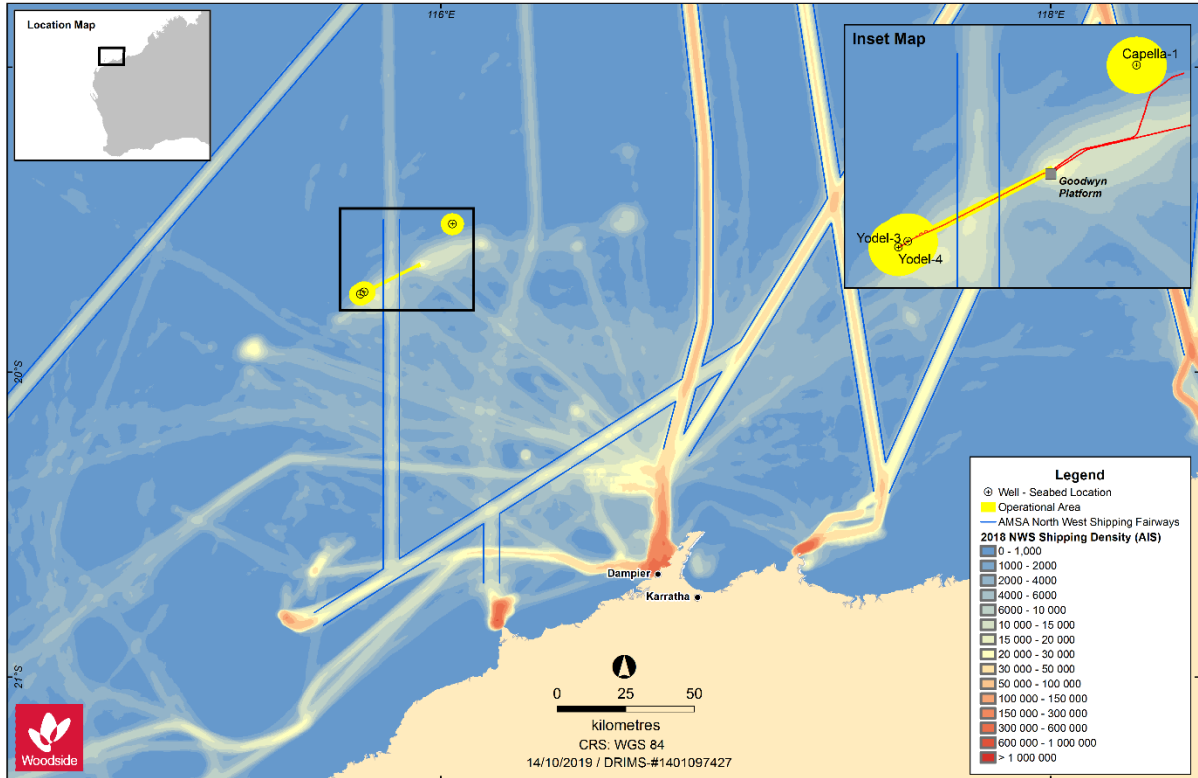 Location Map
116°E
118°E
Inset Map
Capella-1
Goodwyn
Platform
Yodel-3
Yodel-4
20°S
21°S
Dampier
Karratha
0 25 50
kilometres
CRS: WGS 84
14/10/2019 / DRIMS-#1401097427
Woodside
Legend
Well - Seabed Location
Operational Area
AMSA North West Shipping Fairways
2018 NWS Shipping Density (AIS)
0 - 1,000
1000 - 2000
2000 - 4000
4000 - 6000
6000 - 10 000
10 000 - 15 000
15 000 - 20 000
20 000 - 30 000
30 000 - 50 000
50 000 - 100 000
100 000 - 150 000
150 000 - 300 000
300 000 - 600 000
600 000 - 1 000 000
> 1 000 000